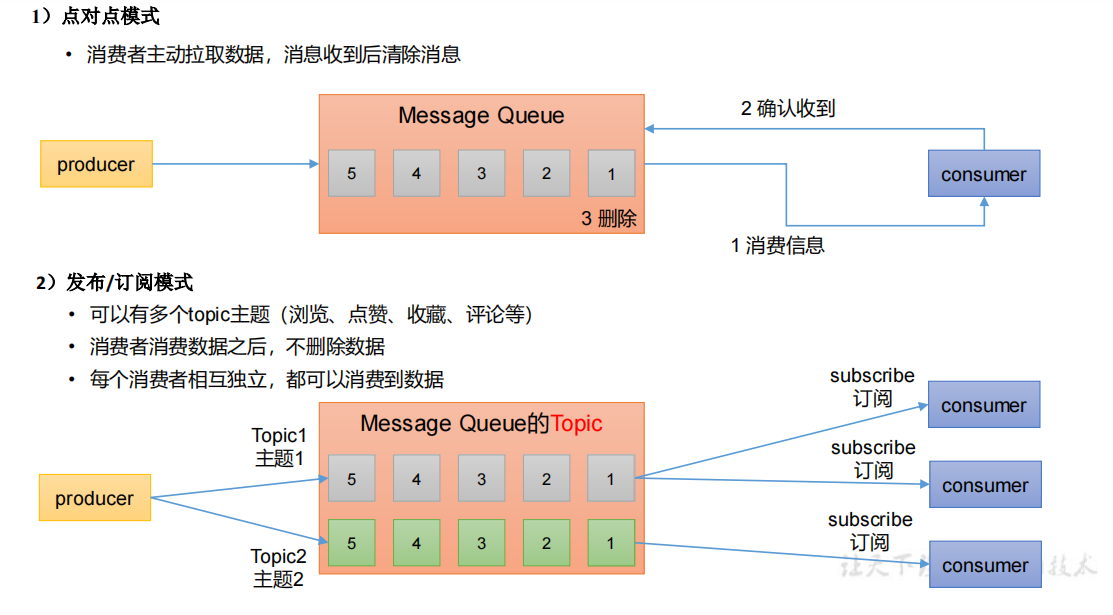 1）点对点模式
• 消费者主动拉取数据，消息收到后清除消息
Message Queue
2 确认收到
producer
5 4 3 2 1
consumer
3 删除
1 消费信息
2）发布/订阅模式
• 可以有多个topic主题（浏览、点赞、收藏、评论等）
• 消费者消费数据之后，不删除数据
• 每个消费者相互独立，都可以消费到数据
subscribe
订阅
consumer
Message Queue的Topic
Topic1
主题1
5 4 3 2 1
subscribe
订阅
consumer
producer
subscribe
订阅
5 4 3 2 1
Topic2
主题2
consumer
让天下 技术